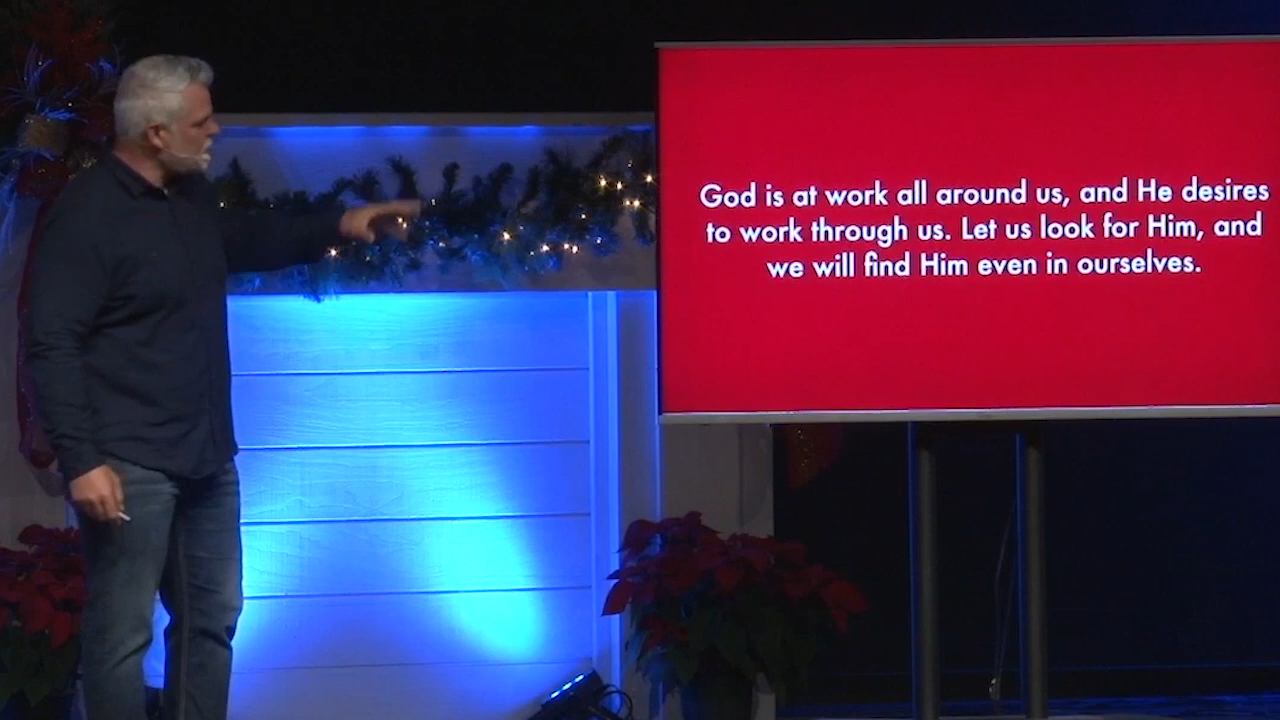 God is at work all around us, and He desires
to work through us. Let us look for Him, and
we will find Him even in ourselves.